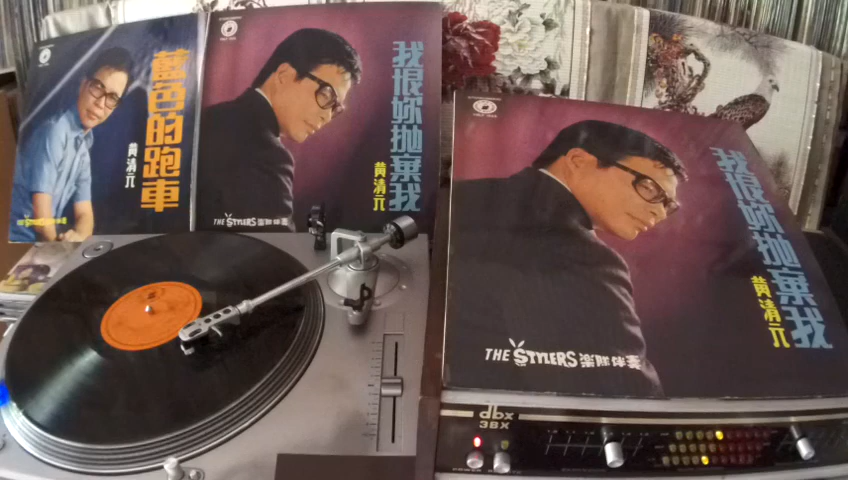 藍色的跑車
黃清元
THE STYLERS
我恨妳拋棄我
黃清元
THE STYLERS 樂隊伴奏
我恨妳拋棄我
黃清元
THE STYLERS 樂隊伴奏
dbx
3BX